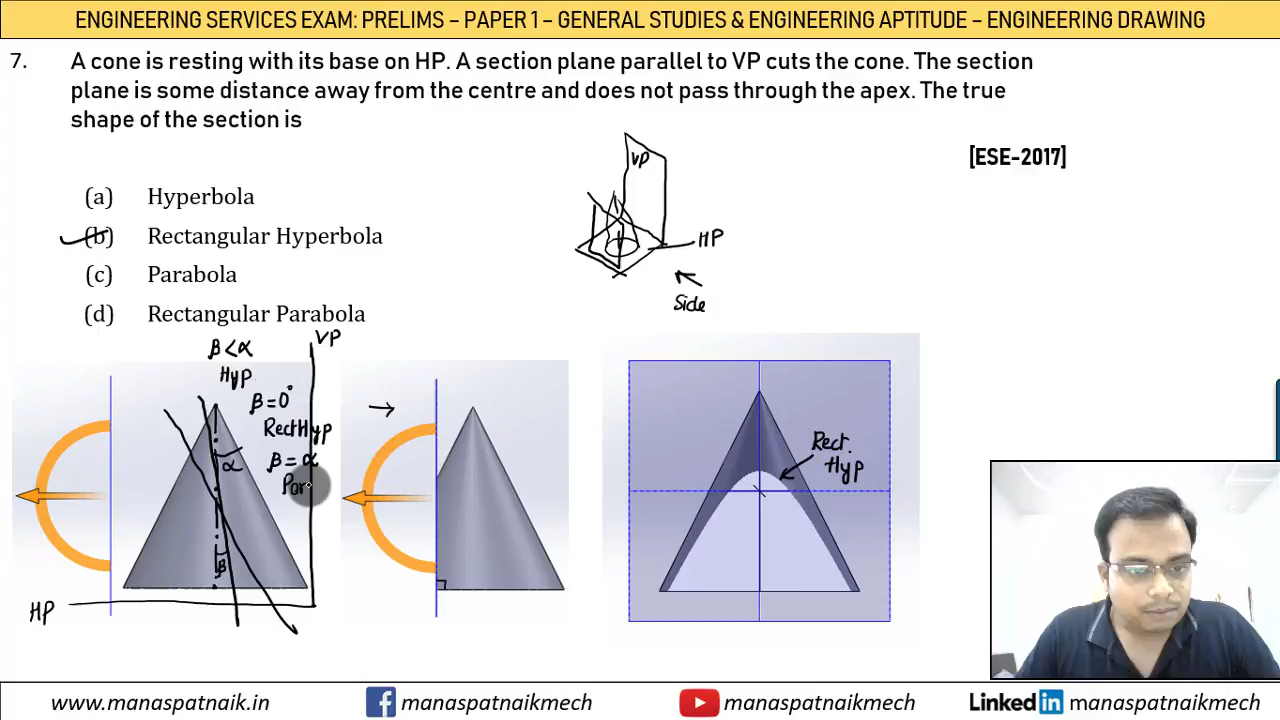 ENGINEERING SERVICES EXAM: PRELIMS – PAPER 1 – GENERAL STUDIES & ENGINEERING APTITUDE – ENGINEERING DRAWING
7. A cone is resting with its base on HP. A section plane parallel to VP cuts the cone. The section
plane is some distance away from the centre and does not pass through the apex. The true
shape of the section is
[ESE-2017]
VP
(a) Hyperbola
(b) Rectangular Hyperbola
HP
(c) Parabola
Side
(d) Rectangular Parabola
VP
β<α
Hyp
β=0°
Rect Hyp
β=α
Par
α
β
HP
Rect.
Hyp
www.manaspatnaik.in
manaspatnaikmech
manaspatnaikmech
Linked in manaspatnaikmech